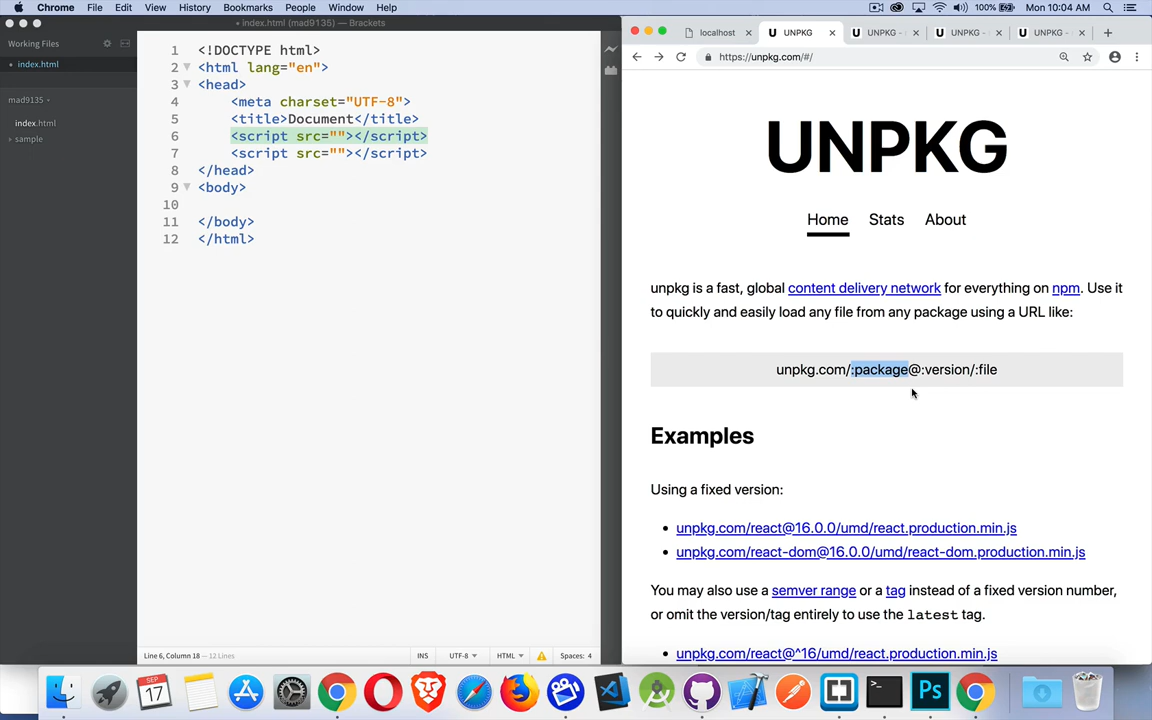 Chrome File Edit View History Bookmarks People Window Help 100% Mon 10:04 AM
• index.html (mad9135) — Brackets
Working Files
index.html
mad9135
index.html
sample
1 <!DOCTYPE html>
2 <html lang="en">
3 <head>
4 <meta charset="UTF-8">
5 <title>Document</title>
6 <script src=""></script>
7 <script src=""></script>
8 </head>
9 <body>
10
11 </body>
12 </html>
Line 6, Column 18 — 12 Lines INS UTF-8 HTML Spaces: 4
localhost UNPKG UNPKG - UNPKG - UNPKG -
https://unpkg.com/#/
UNPKG
Home Stats About
unpkg is a fast, global content delivery network for everything on npm. Use it
to quickly and easily load any file from any package using a URL like:
unpkg.com/:package@:version/:file
Examples
Using a fixed version:
unpkg.com/react@16.0.0/umd/react.production.min.js
unpkg.com/react-dom@16.0.0/umd/react-dom.production.min.js
You may also use a semver range or a tag instead of a fixed version number,
or omit the version/tag entirely to use the latest tag.
unpkg.com/react@^16/umd/react.production.min.js
SEP
17
Ps